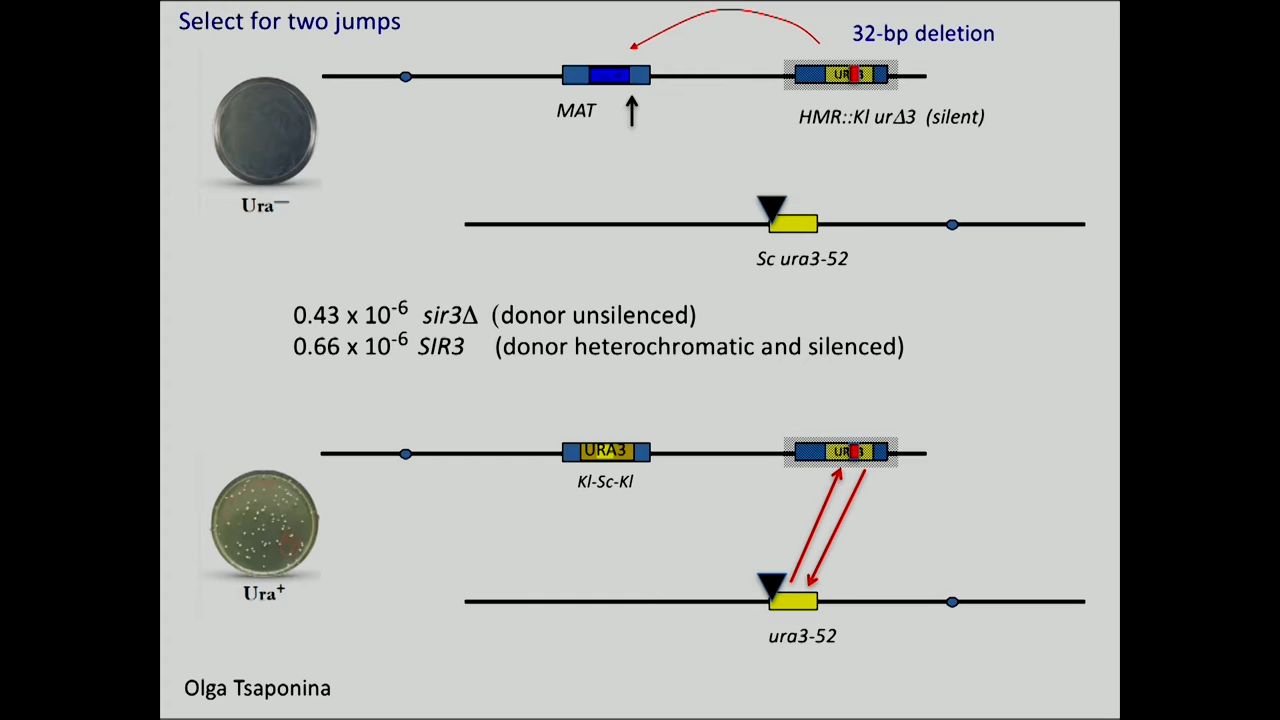 Select for two jumps
32-bp deletion
MAT
HMR::Kl urΔ3 (silent)
Ura—
Sc ura3-52
0.43 x 10-6 sir3Δ (donor unsilenced)
0.66 x 10-6 SIR3 (donor heterochromatic and silenced)
URA3
Kl-Sc-Kl
Ura+
ura3-52
Olga Tsaponina